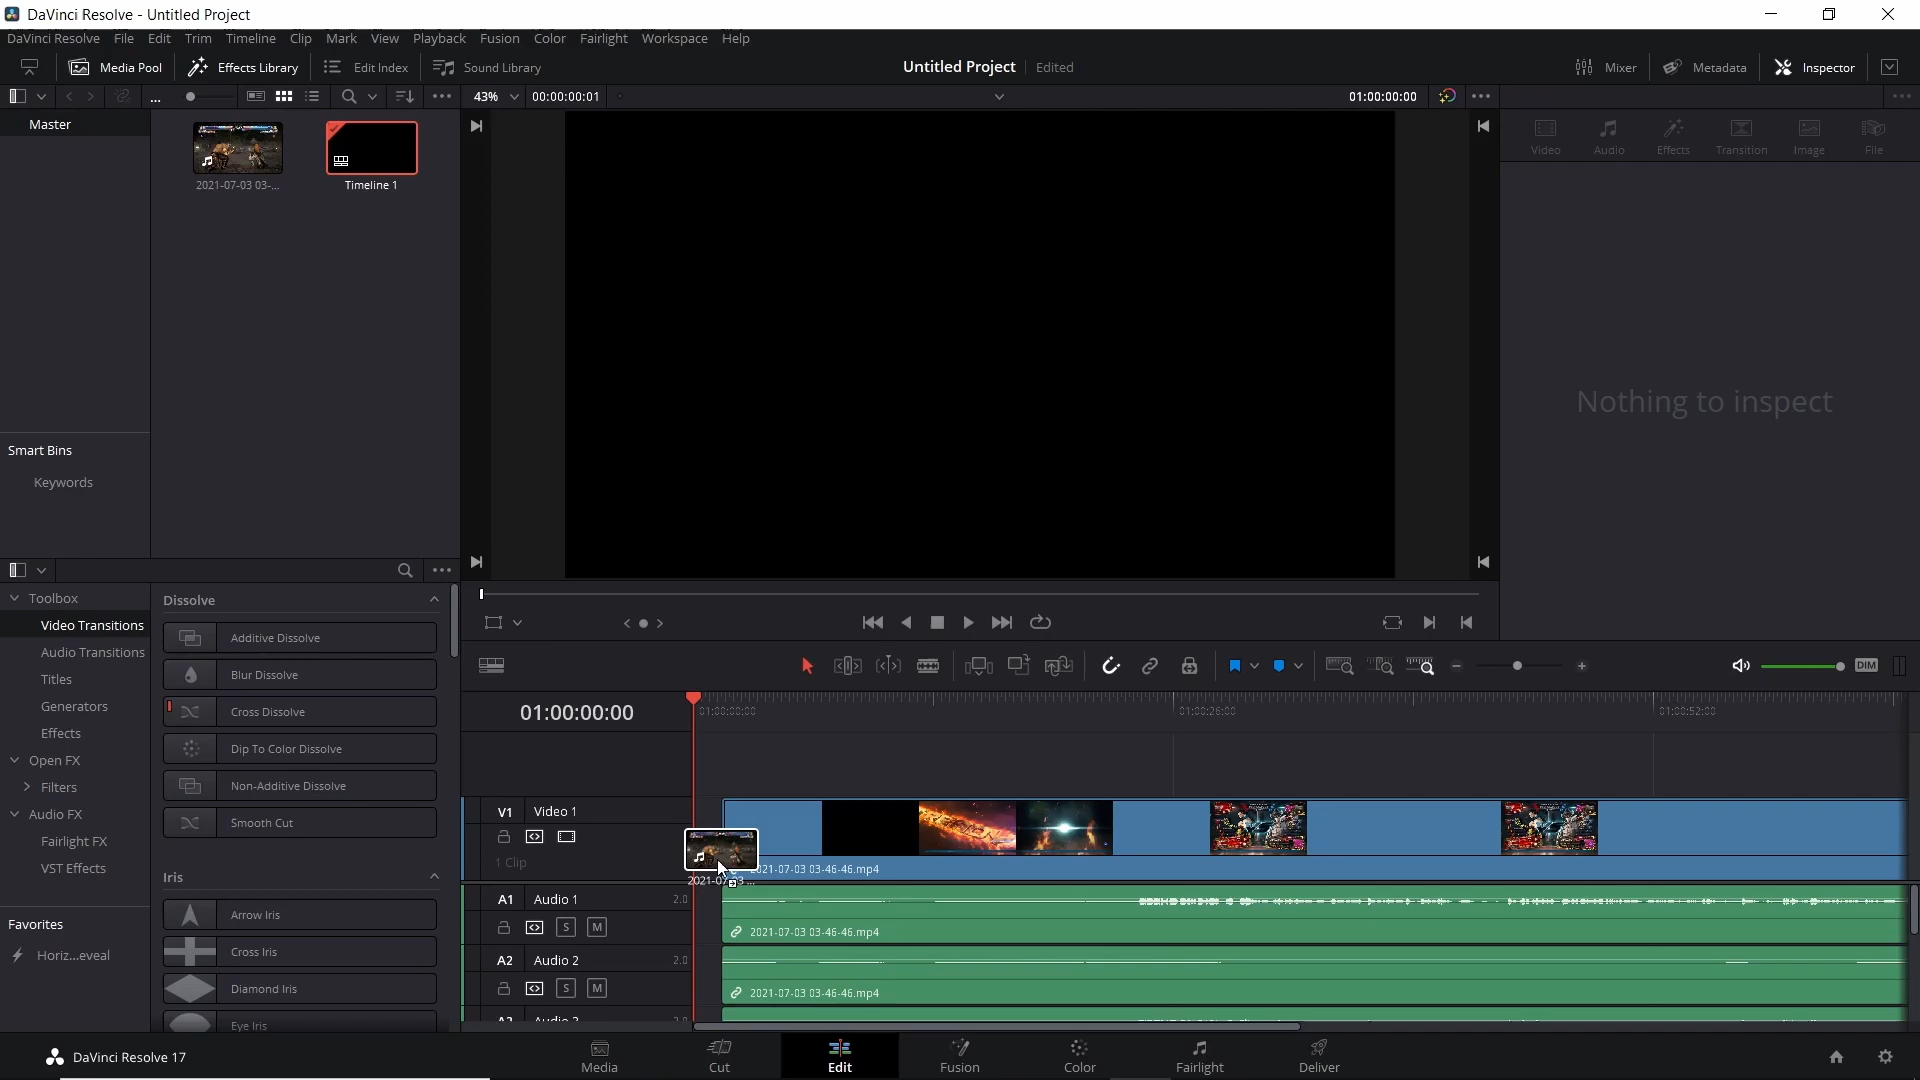 DaVinci Resolve - Untitled Project
DaVinci Resolve File Edit Trim Timeline Clip Mark View Playback Fusion Color Fairlight Workspace Help
Media Pool Effects Library Edit Index Sound Library Untitled Project Edited Mixer Metadata Inspector
... 43% 00:00:00:01 01:00:00:00
Master
2021-07-03 03-... Timeline 1
Video Audio Effects Transition Image File
Nothing to inspect
Smart Bins
Keywords
Toolbox
Video Transitions
Audio Transitions
Titles
Generators
Effects
Open FX
Filters
Audio FX
Fairlight FX
VST Effects
Favorites
Horiz...eveal
Dissolve
Additive Dissolve
Blur Dissolve
Cross Dissolve
Dip To Color Dissolve
Non-Additive Dissolve
Smooth Cut
Iris
Arrow Iris
Cross Iris
Diamond Iris
Eye Iris
DIM
01:00:00:00 01:00:00:00 01:00:26:00 01:00:52:00
V1 Video 1
1 Clip
2021-07-03 03-46-46.mp4
A1 Audio 1 2.0
S M 2021-07-03 03-46-46.mp4
A2 Audio 2 2.0
S M 2021-07-03 03-46-46.mp4
A3 Audio 3 2.0
DaVinci Resolve 17
Media Cut Edit Fusion Color Fairlight Deliver